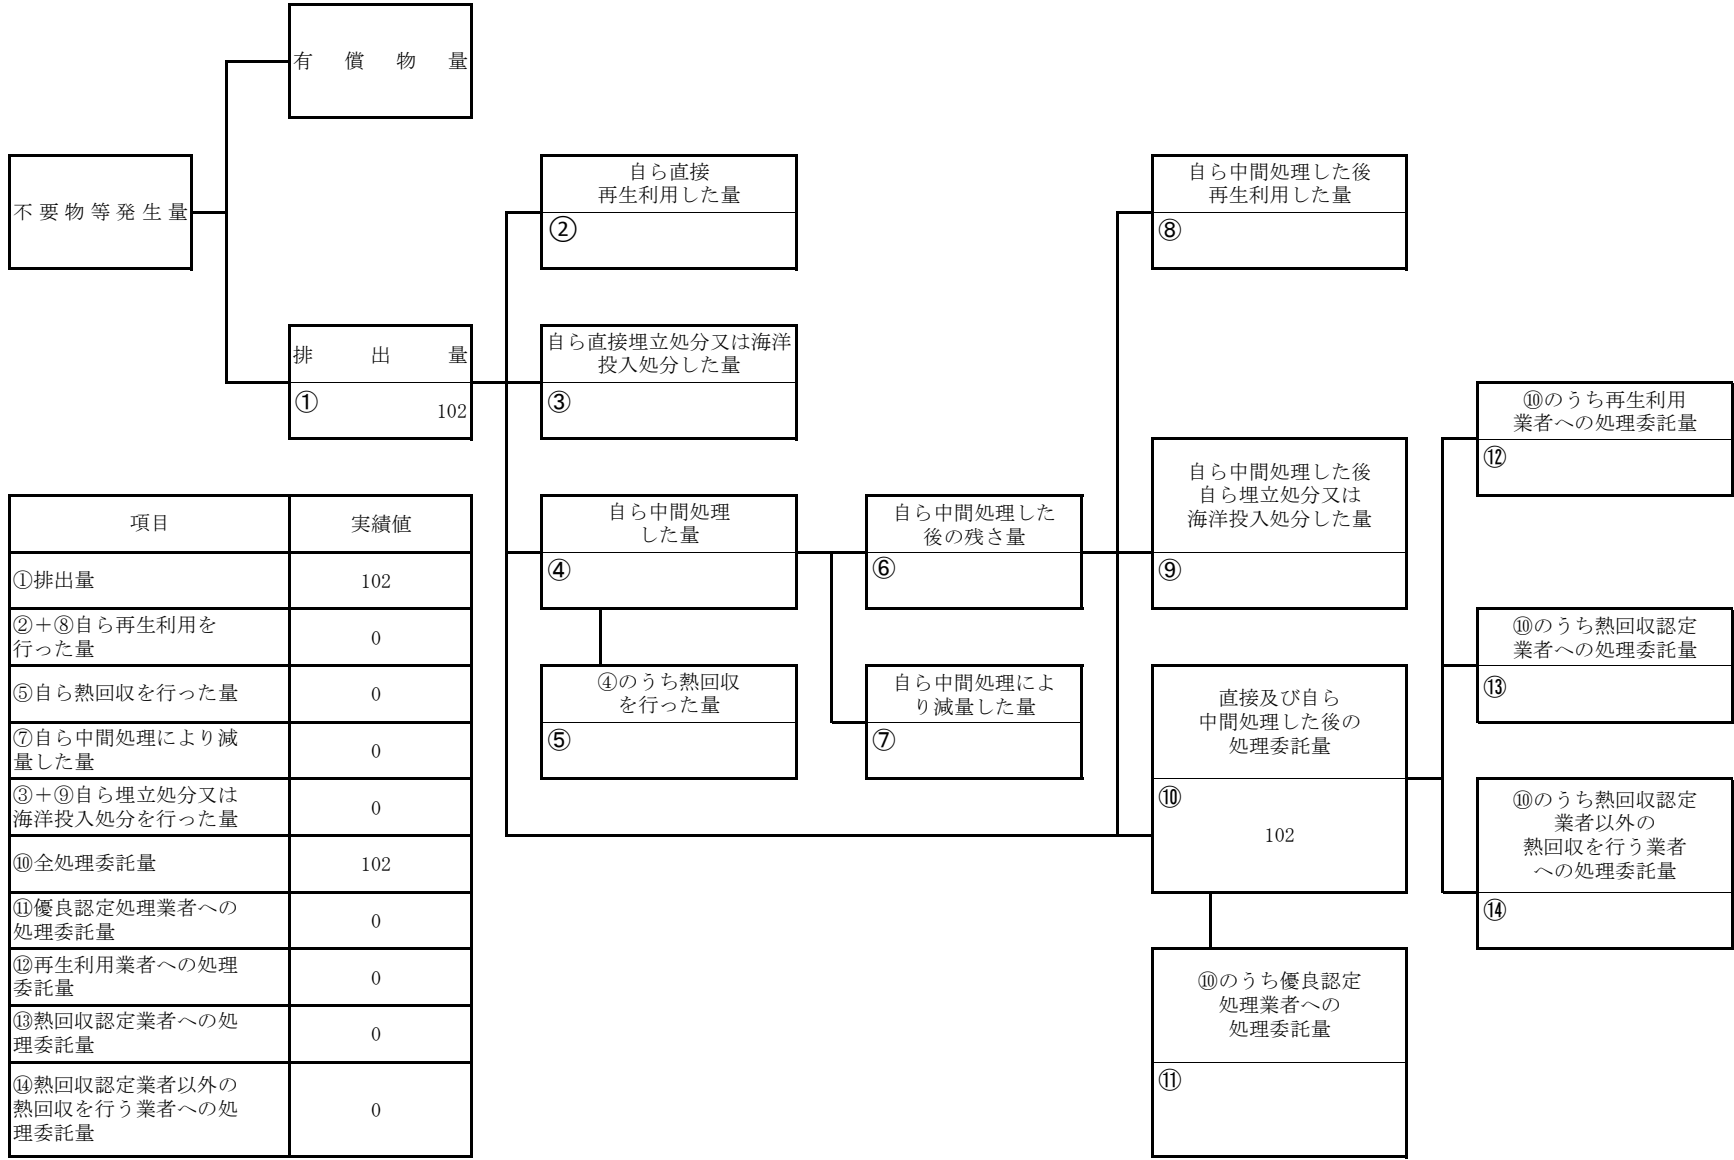 有償物量
不要物等発生量
排出量
①
102
自ら直接
再生利用した量
②
自ら直接埋立処分又は海洋
投入処分した量
③
自ら中間処理
した量
④
④のうち熱回収
を行った量
⑤
自ら中間処理した
後の残さ量
⑥
自ら中間処理によ
り減量した量
⑦
自ら中間処理した後
再生利用した量
⑧
自ら中間処理した後
自ら埋立処分又は
海洋投入処分した量
⑨
直接及び自ら
中間処理した後の
処理委託量
⑩
102
⑩のうち優良認定
処理業者への
処理委託量
⑪
⑩のうち再生利用
業者への処理委託量
⑫
⑩のうち熱回収認定
業者への処理委託量
⑬
⑩のうち熱回収認定
業者以外の
熱回収を行う業者
への処理委託量
⑭
項目 実績値
①排出量 102
②+⑧自ら再生利用を
行った量 0
⑤自ら熱回収を行った量 0
⑦自ら中間処理により減
量した量 0
③+⑨自ら埋立処分又は
海洋投入処分を行った量 0
⑩全処理委託量 102
⑪優良認定処理業者への
処理委託量 0
⑫再生利用業者への処理
委託量 0
⑬熱回収認定業者への処
理委託量 0
⑭熱回収認定業者以外の
熱回収を行う業者への処
理委託量 0